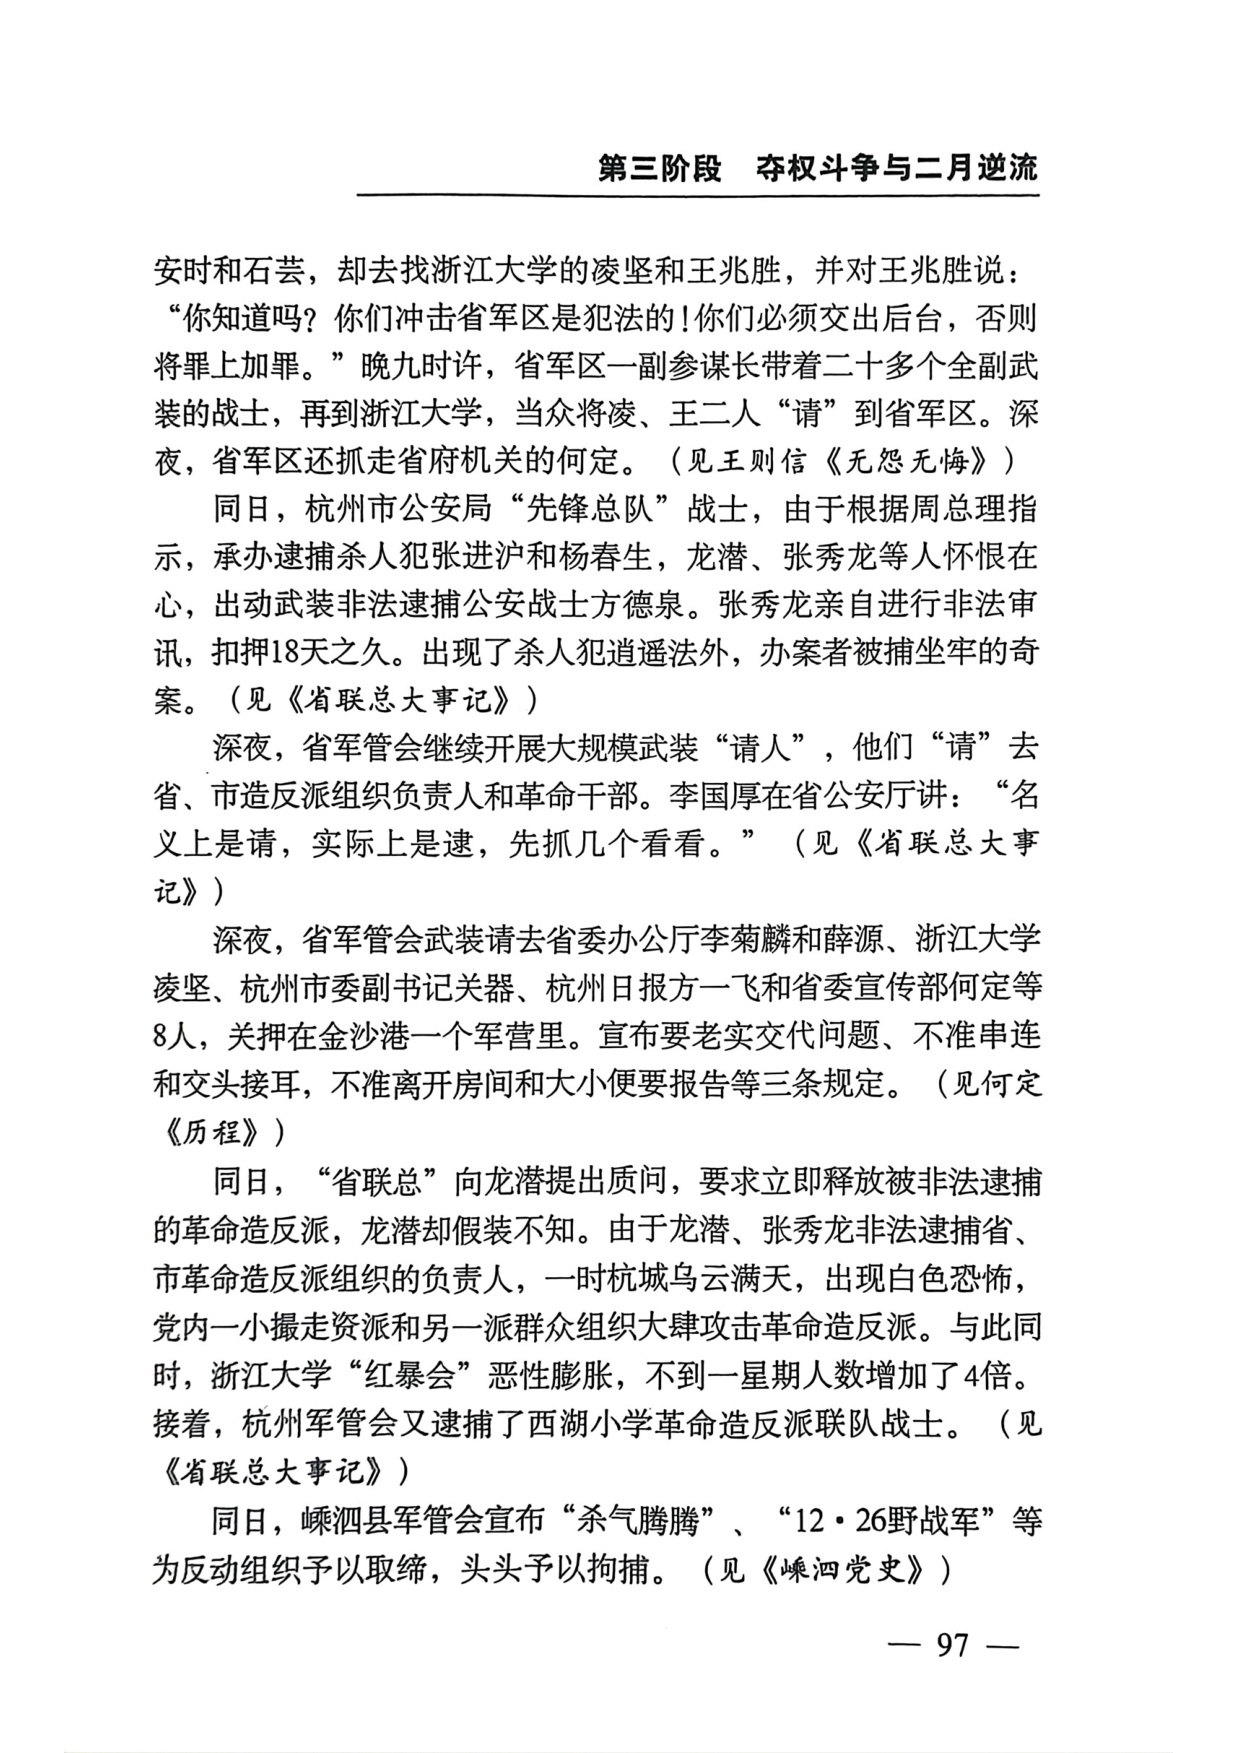 第三阶段　夺权斗争与二月逆流
安时和石芸，却去找浙江大学的凌坚和王兆胜，并对王兆胜说：
“你知道吗？你们冲击省军区是犯法的！你们必须交出后台，否则
将罪上加罪。”晚九时许，省军区一副参谋长带着二十多个全副武
装的战士，再到浙江大学，当众将凌、王二人“请”到省军区。深
夜，省军区还抓走省府机关的何定。（见王则信《无怨无悔》）
同日，杭州市公安局“先锋总队”战士，由于根据周总理指
示，承办逮捕杀人犯张进沪和杨春生，龙潜、张秀龙等人怀恨在
心，出动武装非法逮捕公安战士方德泉。张秀龙亲自进行非法审
讯，扣押18天之久。出现了杀人犯逍遥法外，办案者被捕坐牢的奇
案。（见《省联总大事记》）
深夜，省军管会继续开展大规模武装“请人”，他们“请”去
省、市造反派组织负责人和革命干部。李国厚在省公安厅讲：“名
义上是请，实际上是逮，先抓几个看看。”（见《省联总大事
记》）
深夜，省军管会武装请去省委办公厅李菊麟和薛源、浙江大学
凌坚、杭州市委副书记关器、杭州日报方一飞和省委宣传部何定等
8人，关押在金沙港一个军营里。宣布要老实交代问题、不准串连
和交头接耳，不准离开房间和大小便要报告等三条规定。（见何定
《历程》）
同日，“省联总”向龙潜提出质问，要求立即释放被非法逮捕
的革命造反派，龙潜却假装不知。由于龙潜、张秀龙非法逮捕省、
市革命造反派组织的负责人，一时杭城乌云满天，出现白色恐怖，
党内一小撮走资派和另一派群众组织大肆攻击革命造反派。与此同
时，浙江大学“红暴会”恶性膨胀，不到一星期人数增加了4倍。
接着，杭州军管会又逮捕了西湖小学革命造反派联队战士。（见
《省联总大事记》）
同日，嵊泗县军管会宣布“杀气腾腾”、“12·26野战军”等
为反动组织予以取缔，头头予以拘捕。（见《嵊泗党史》）
— 97 —